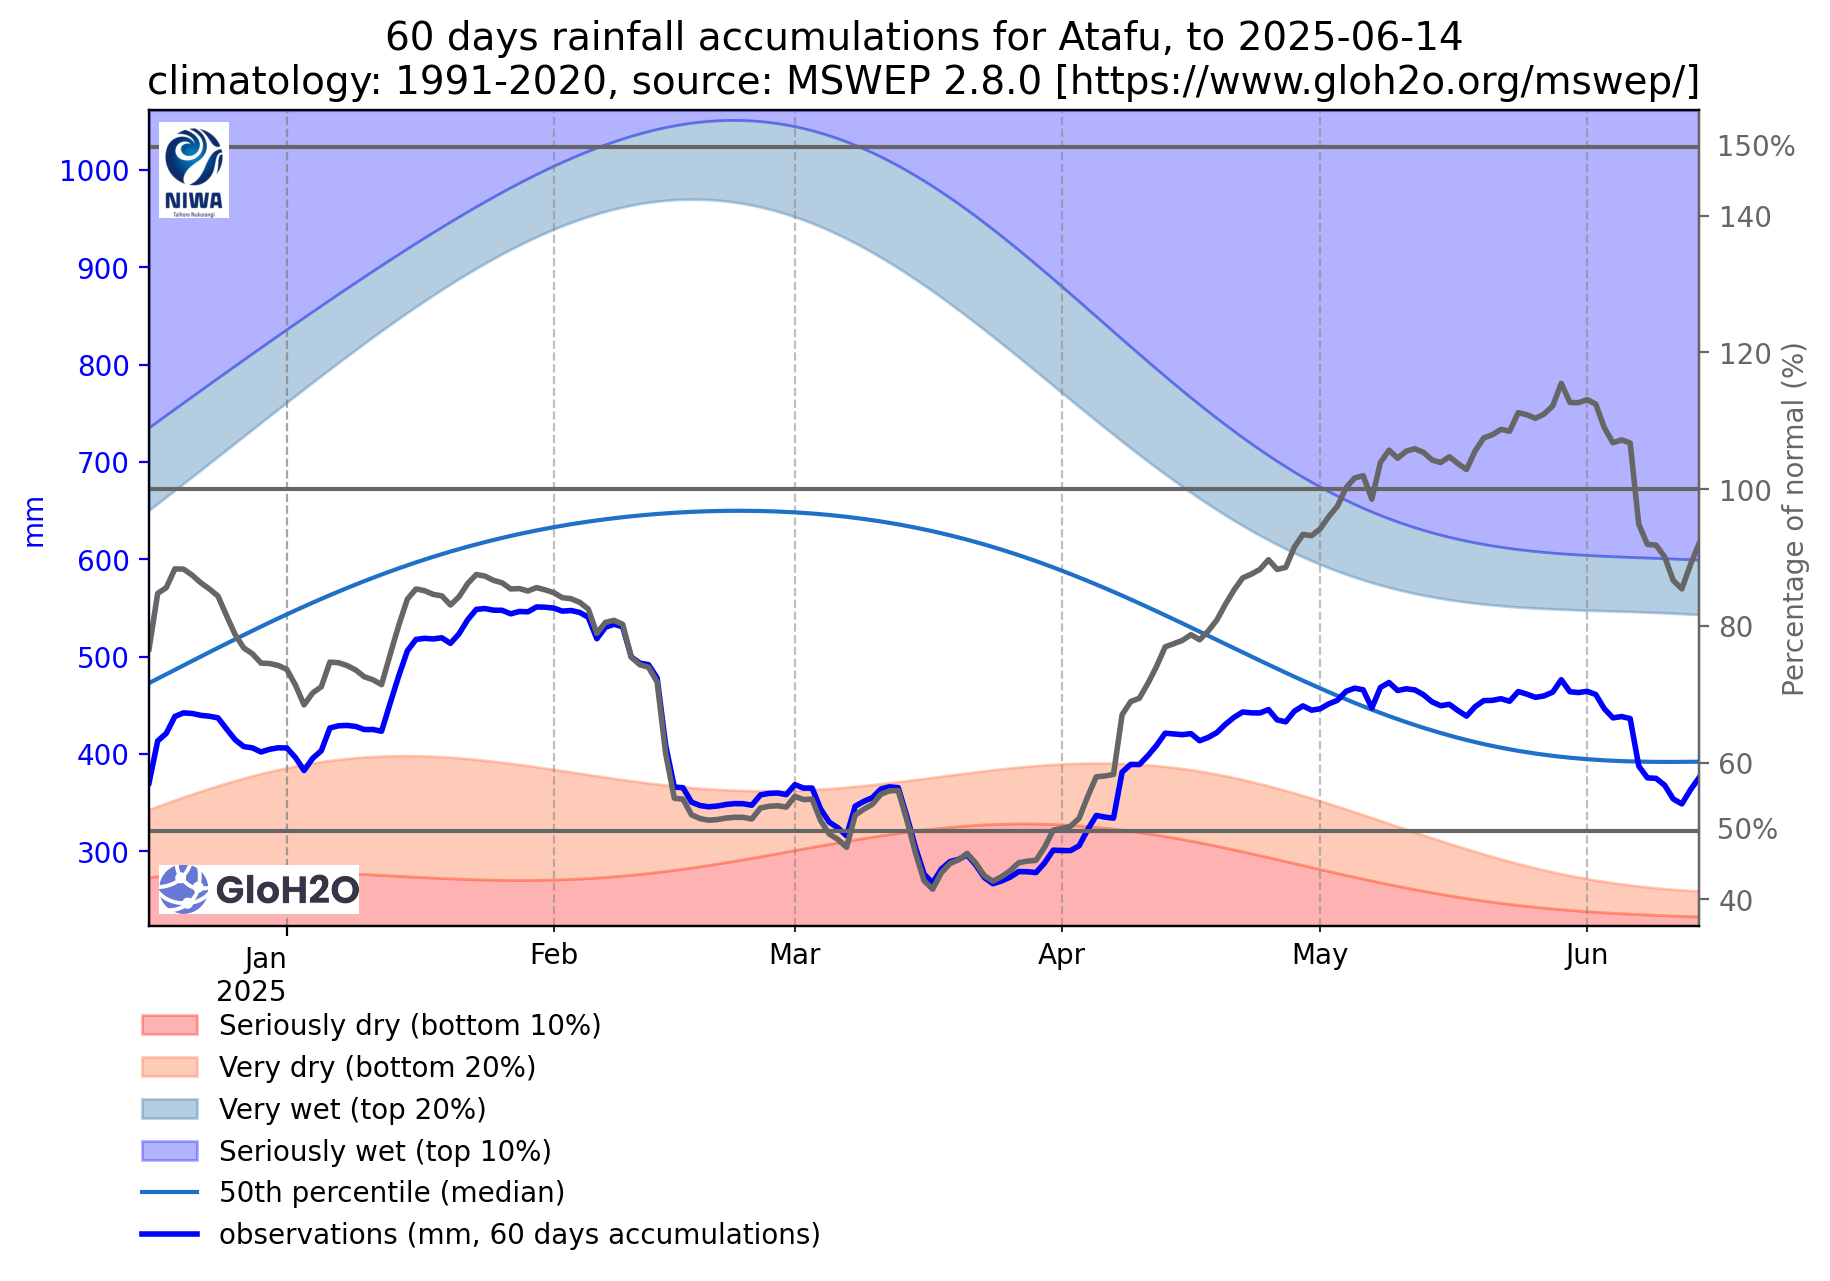 60 days rainfall accumulations for Atafu, to 2025-06-14
climatology: 1991-2020, source: MSWEP 2.8.0 [https://www.gloh2o.org/mswep/]
NIWA
Taihoro Nukurangi
1000
900
800
700
600
500
400
300
mm
150%
140
120
100
80
60
50%
40
Percentage of normal (%)
GloH2O
Jan
2025
Feb
Mar
Apr
May
Jun
Seriously dry (bottom 10%)
Very dry (bottom 20%)
Very wet (top 20%)
Seriously wet (top 10%)
50th percentile (median)
observations (mm, 60 days accumulations)